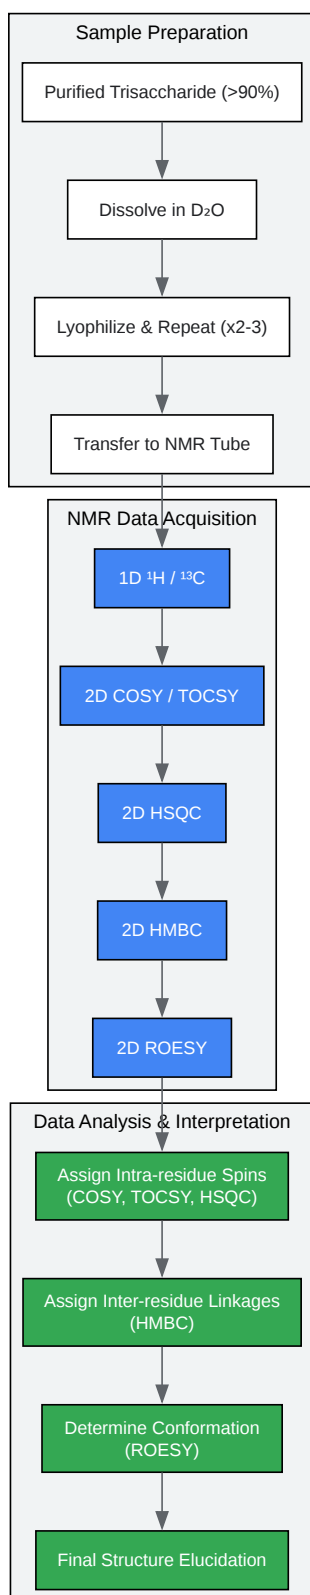 Sample Preparation
Purified Trisaccharide (>90%)
Dissolve in D₂O
Lyophilize & Repeat (x2-3)
Transfer to NMR Tube
NMR Data Acquisition
1D ¹H / ¹³C
2D COSY / TOCSY
2D HSQC
2D HMBC
2D ROESY
Data Analysis & Interpretation
Assign Intra-residue Spins
(COSY, TOCSY, HSQC)
Assign Inter-residue Linkages
(HMBC)
Determine Conformation
(ROESY)
Final Structure Elucidation